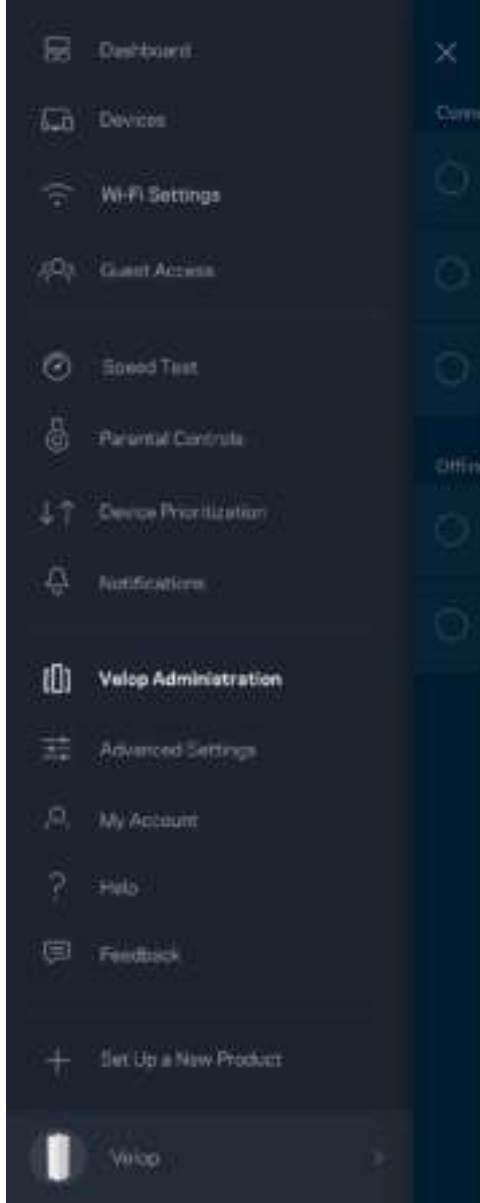 Dashboard
Devices
Wi-Fi Settings
Guest Access
Speed Test
Parental Controls
Device Prioritization
Notifications
Velop Administration
Advanced Settings
My Account
? Help
Feedback
Set Up a New Product
Velop